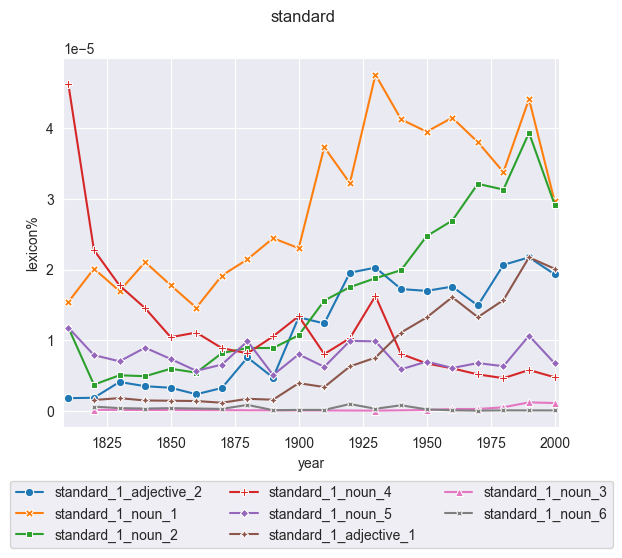 standard
1e−5
4
3
2
1
0
lexicon%
1825 1850 1875 1900 1925 1950 1975 2000
year
standard_1_adjective_2 standard_1_noun_4 standard_1_noun_3
standard_1_noun_1 standard_1_noun_5 standard_1_noun_6
standard_1_noun_2 standard_1_adjective_1